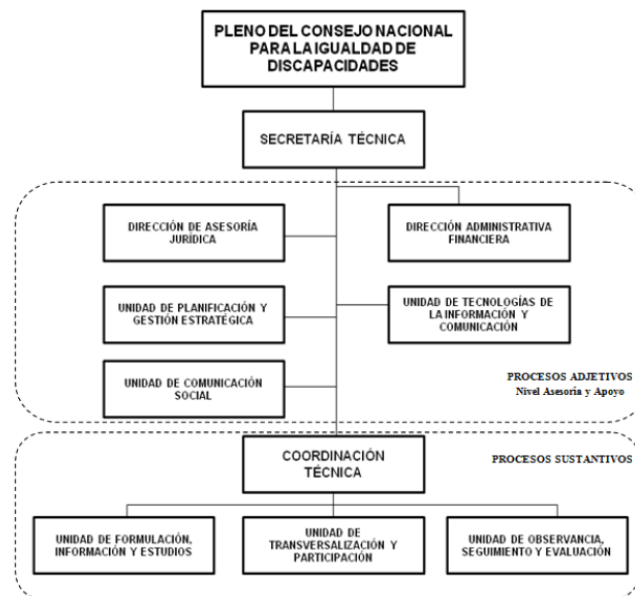 PLENO DEL CONSEJO NACIONAL
PARA LA IGUALDAD DE
DISCAPACIDADES
SECRETARÍA TÉCNICA
DIRECCIÓN DE ASESORÍA
JURÍDICA
DIRECCIÓN ADMINISTRATIVA
FINANCIERA
UNIDAD DE PLANIFICACIÓN Y
GESTIÓN ESTRATÉGICA
UNIDAD DE TECNOLOGÍAS DE
LA INFORMACIÓN Y
COMUNICACIÓN
UNIDAD DE COMUNICACIÓN
SOCIAL
PROCESOS ADJETIVOS
Nivel Asesoría y Apoyo
COORDINACIÓN
TÉCNICA
PROCESOS SUSTANTIVOS
UNIDAD DE FORMULACIÓN,
INFORMACIÓN Y ESTUDIOS
UNIDAD DE
TRANSVERSALIZACIÓN Y
PARTICIPACIÓN
UNIDAD DE OBSERVANCIA,
SEGUIMIENTO Y EVALUACIÓN